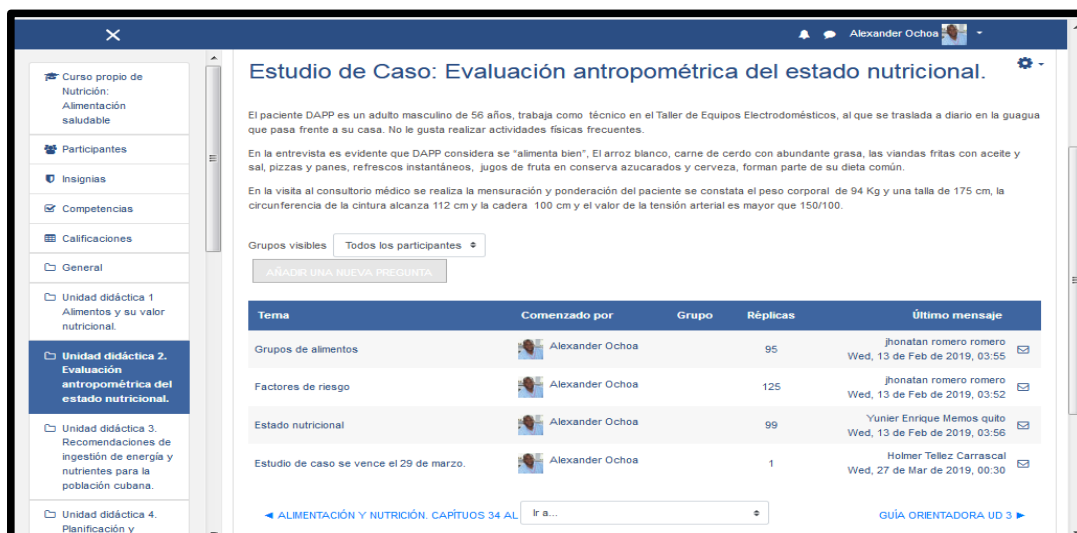 Alexander Ochoa
Curso propio de
Nutrición:
Alimentación
saludable
Participantes
Insignias
Competencias
Calificaciones
General
Unidad didáctica 1
Alimentos y su valor
nutricional.
Unidad didáctica 2.
Evaluación
antropométrica del
estado nutricional.
Unidad didáctica 3.
Recomendaciones de
ingestión de energía y
nutrientes para la
población cubana.
Unidad didáctica 4.
Planificación y
Estudio de Caso: Evaluación antropométrica del estado nutricional.
El paciente DAPP es un adulto masculino de 56 años, trabaja como técnico en el Taller de Equipos Electrodomésticos, al que se traslada a diario en la guagua
que pasa frente a su casa. No le gusta realizar actividades físicas frecuentes.
En la entrevista es evidente que DAPP considera se "alimenta bien", El arroz blanco, carne de cerdo con abundante grasa, las viandas fritas con aceite y
sal, pizzas y panes, refrescos instantáneos, jugos de fruta en conserva azucarados y cerveza, forman parte de su dieta común.
En la visita al consultorio médico se realiza la mensuración y ponderación del paciente se constata el peso corporal de 94 Kg y una talla de 175 cm, la
circunferencia de la cintura alcanza 112 cm y la cadera 100 cm y el valor de la tensión arterial es mayor que 150/100.
Grupos visibles Todos los participantes
AÑADIR UNA NUEVA PREGUNTA
Tema Comenzado por Grupo Réplicas Último mensaje
Grupos de alimentos Alexander Ochoa 95 jhonatan romero romero
Wed, 13 de Feb de 2019, 03:55
Factores de riesgo Alexander Ochoa 125 jhonatan romero romero
Wed, 13 de Feb de 2019, 03:52
Estado nutricional Alexander Ochoa 99 Yunier Enrique Memos quito
Wed, 13 de Feb de 2019, 03:56
Estudio de caso se vence el 29 de marzo. Alexander Ochoa 1 Holmer Tellez Carrascal
Wed, 27 de Mar de 2019, 00:30
◄ ALIMENTACIÓN Y NUTRICIÓN. CAPÍTUOS 34 AL Ir a... GUÍA ORIENTADORA UD 3 ►